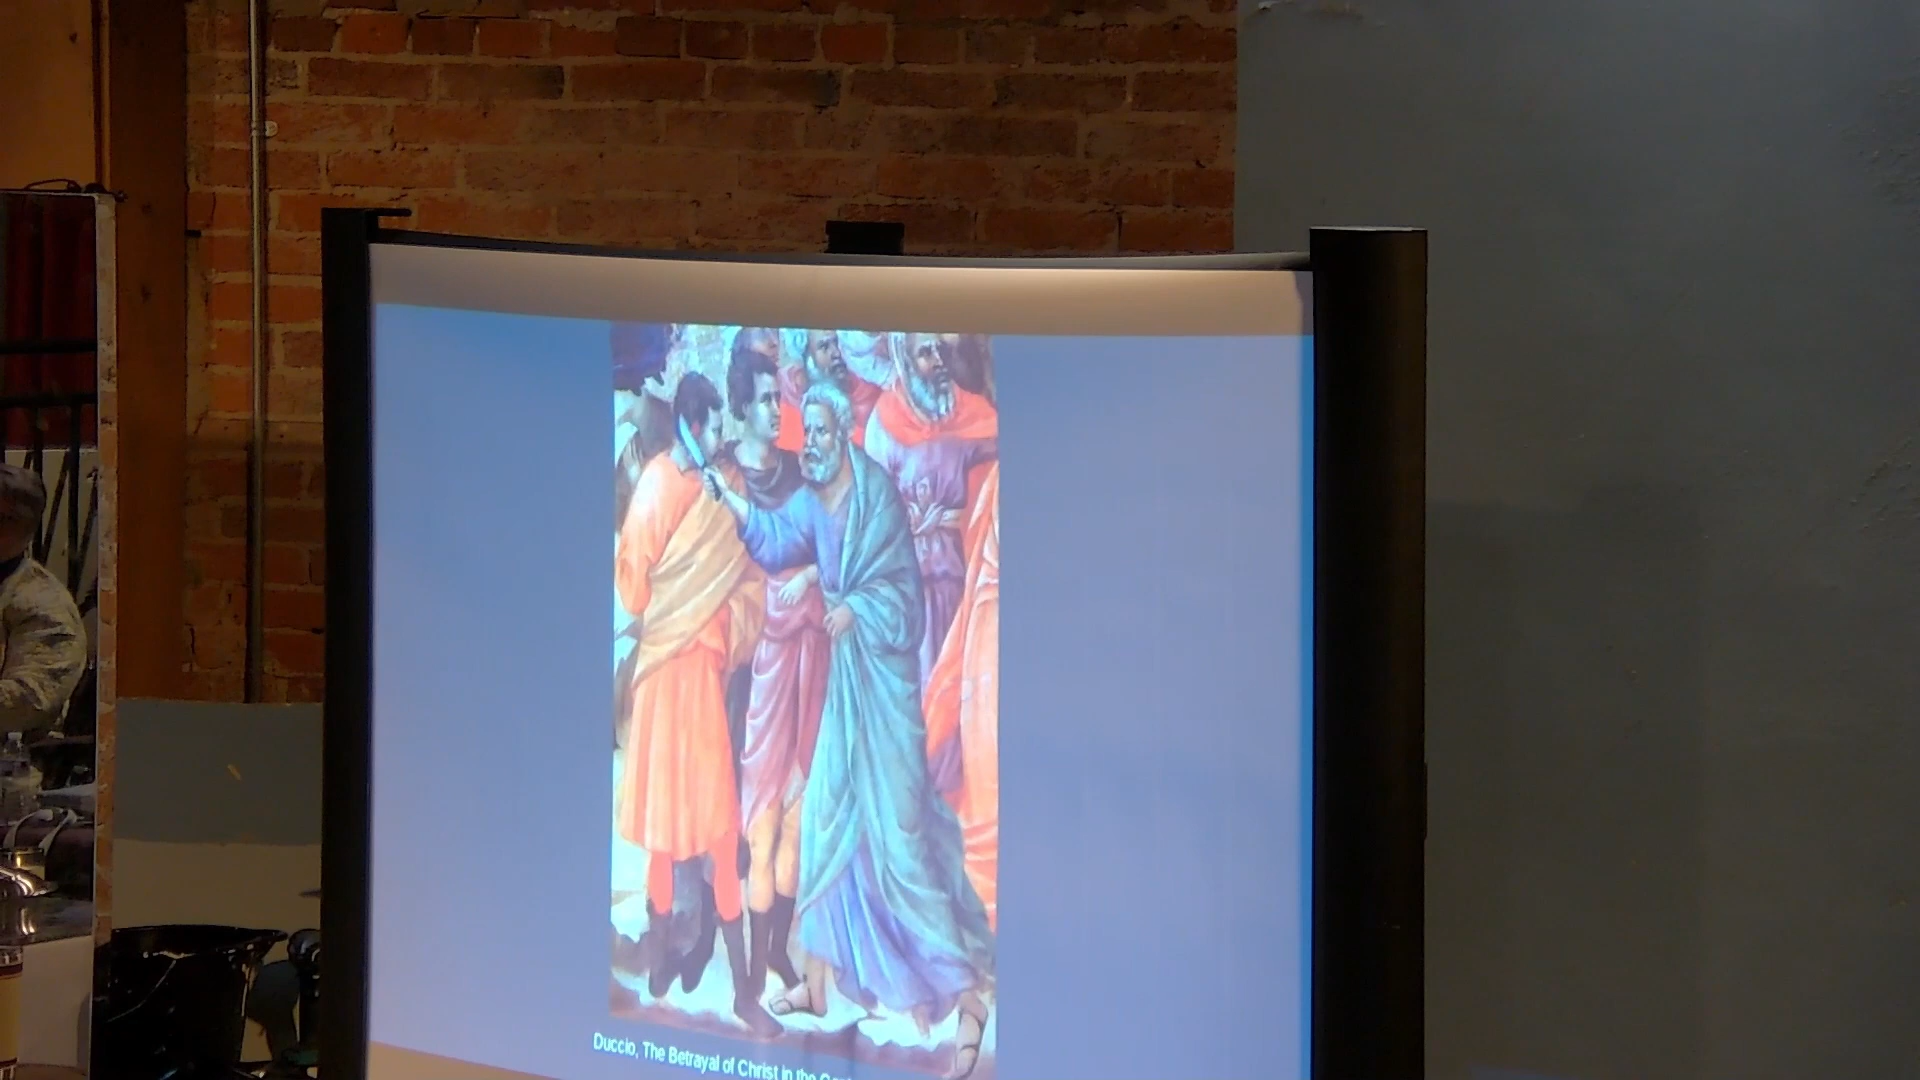 Duccio, The Betrayal of Christ in the